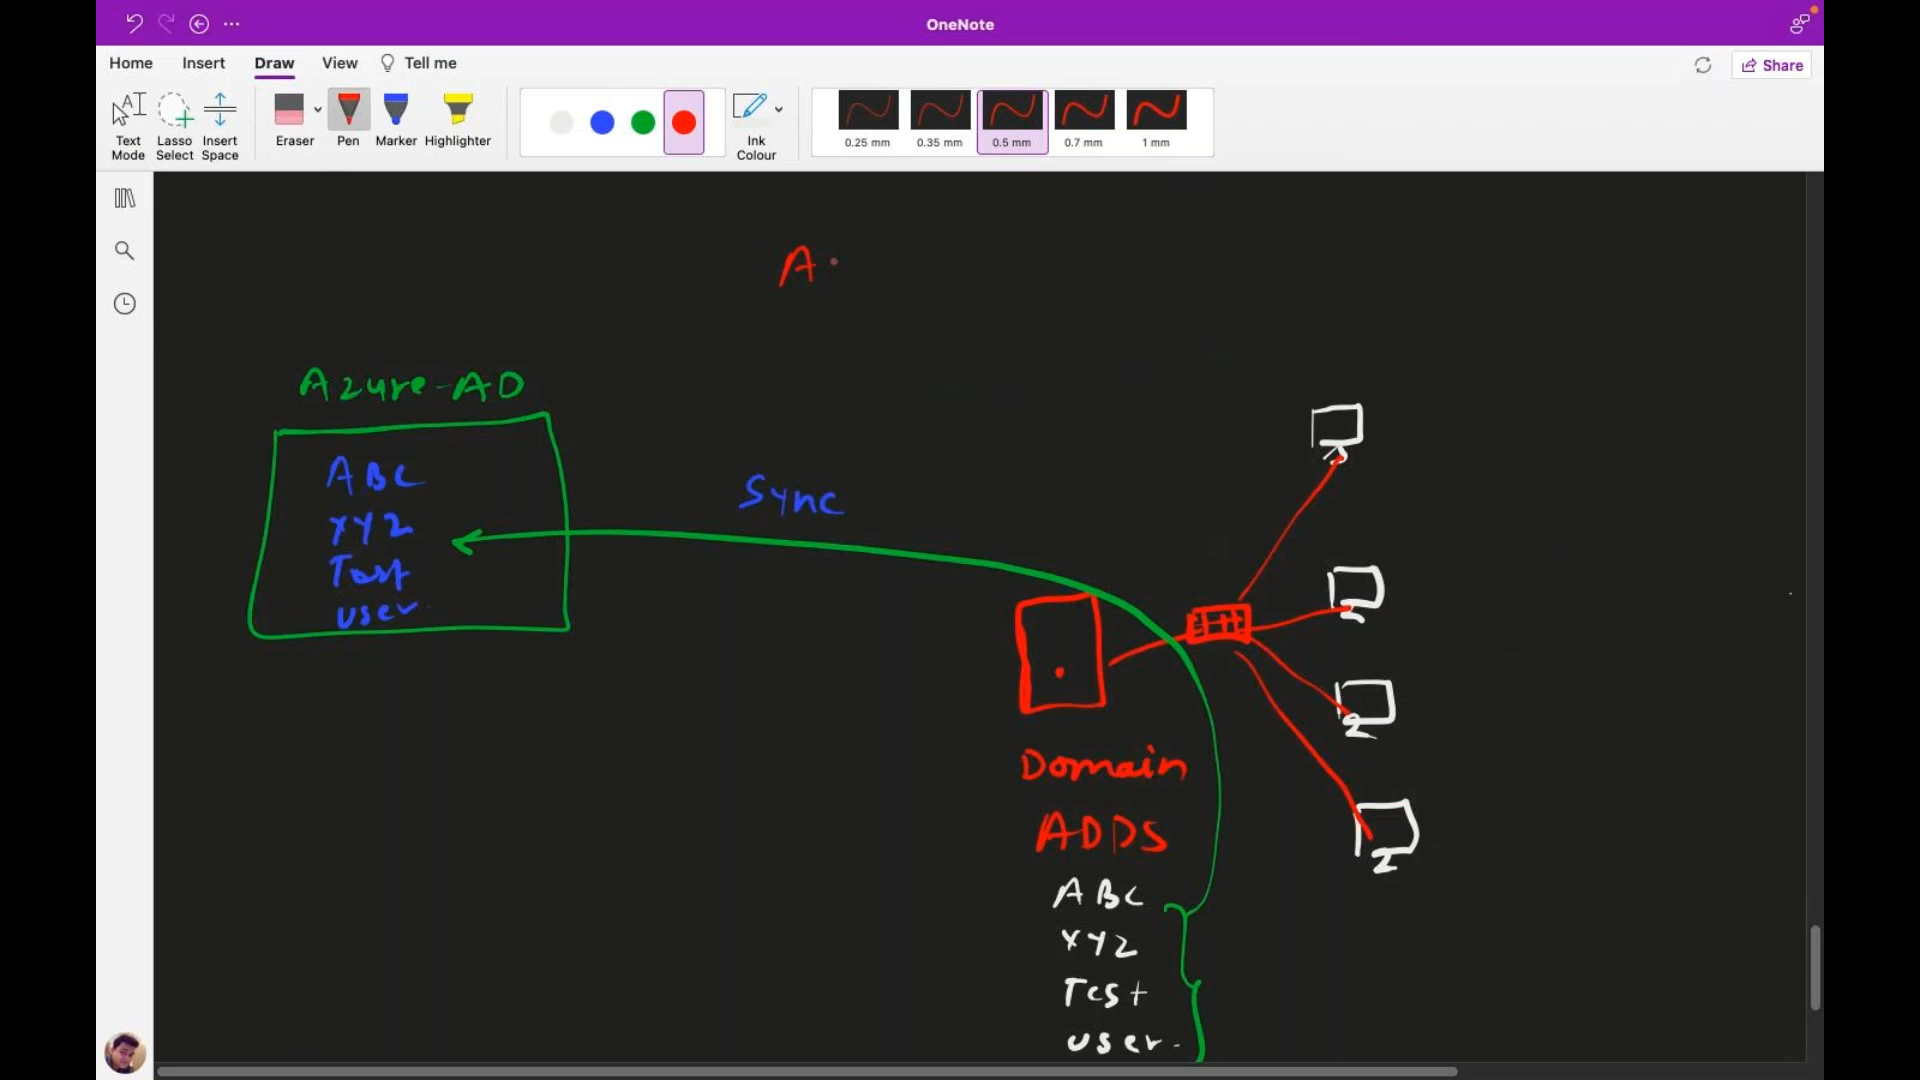 OneNote
Home Insert Draw View Tell me
Share
Text Mode
Lasso Select
Insert Space
Eraser
Pen
Marker
Highlighter
Ink Colour
0.25 mm
0.35 mm
0.5 mm
0.7 mm
1 mm
A
Azure-AD
ABC
XYZ
Test
user
Sync
Domain
ADDS
ABC
XYZ
Test
user